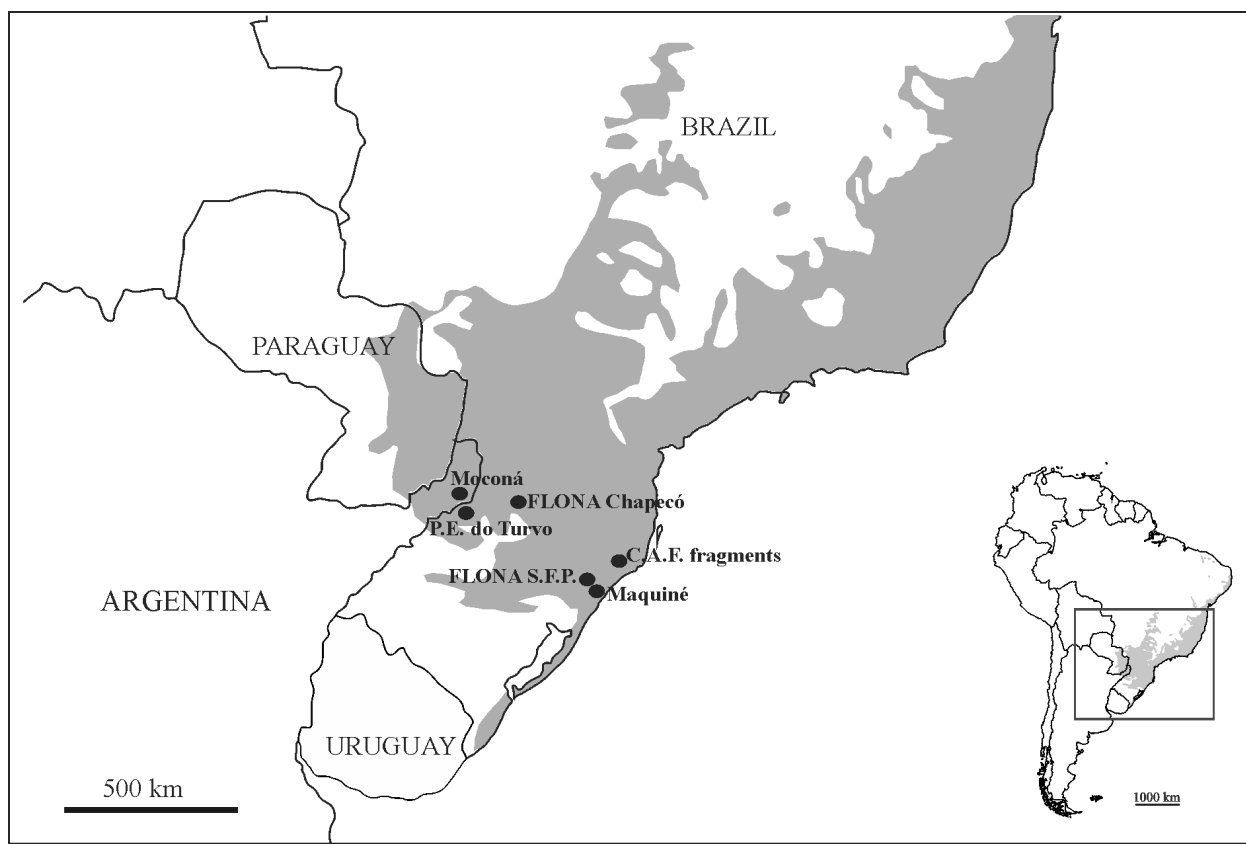 BRAZIL
PARAGUAY
Moconá
FLONA Chapecó
P.E. do Turvo
C.A.F. fragments
FLONA S.F.P.
Maquiné
ARGENTINA
URUGUAY
500 km
1000 km